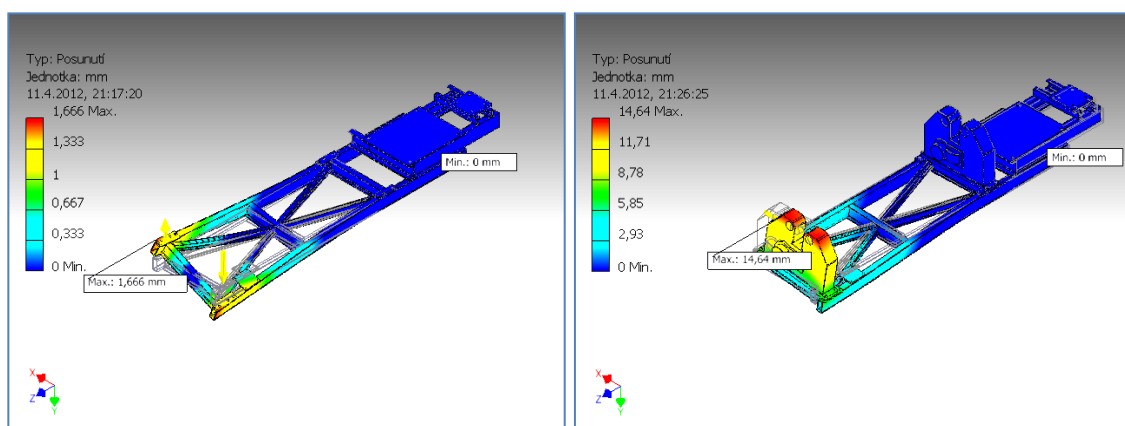 Typ: Posunutí
Jednotka: mm
11.4.2012, 21:17:20
1,666 Max.
1,333
1
0,667
0,333
0 Min.
Min.: 0 mm
Max.: 1,666 mm
X
Z
Y
Typ: Posunutí
Jednotka: mm
11.4.2012, 21:26:25
14,64 Max.
11,71
8,78
5,85
2,93
0 Min.
Min.: 0 mm
Max.: 14,64 mm
X
Z
Y